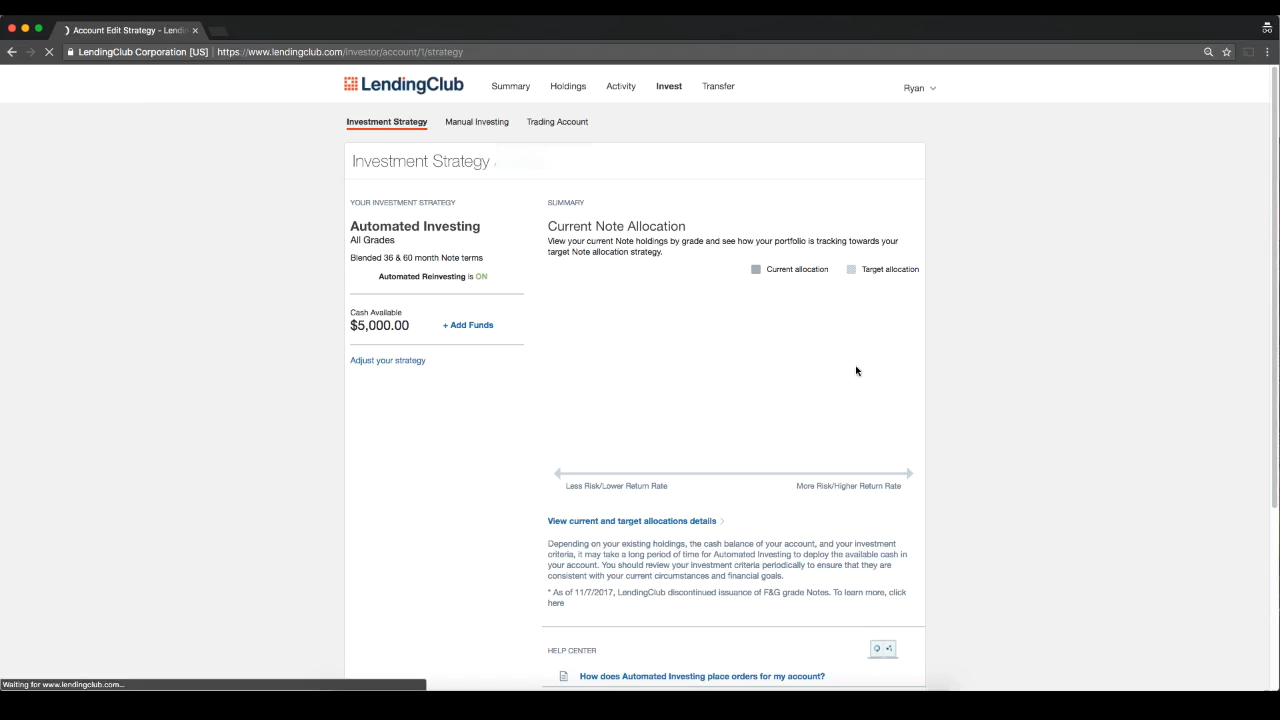 Account Edit Strategy - Lendin
LendingClub Corporation [US] https://www.lendingclub.com/investor/account/1/strategy
LendingClub Summary Holdings Activity Invest Transfer Ryan
Investment Strategy Manual Investing Trading Account
Investment Strategy
YOUR INVESTMENT STRATEGY
Automated Investing
All Grades
Blended 36 & 60 month Note terms
Automated Reinvesting is ON
Cash Available
$5,000.00 + Add Funds
Adjust your strategy
SUMMARY
Current Note Allocation
View your current Note holdings by grade and see how your portfolio is tracking towards your
target Note allocation strategy.
Current allocation Target allocation
Less Risk/Lower Return Rate More Risk/Higher Return Rate
View current and target allocations details
Depending on your existing holdings, the cash balance of your account, and your investment
criteria, it may take a long period of time for Automated Investing to deploy the available cash in
your account. You should review your investment criteria periodically to ensure that they are
consistent with your current circumstances and financial goals.
* As of 11/7/2017, LendingClub discontinued issuance of F&G grade Notes. To learn more, click
here
HELP CENTER
How does Automated Investing place orders for my account?
Waiting for www.lendingclub.com...